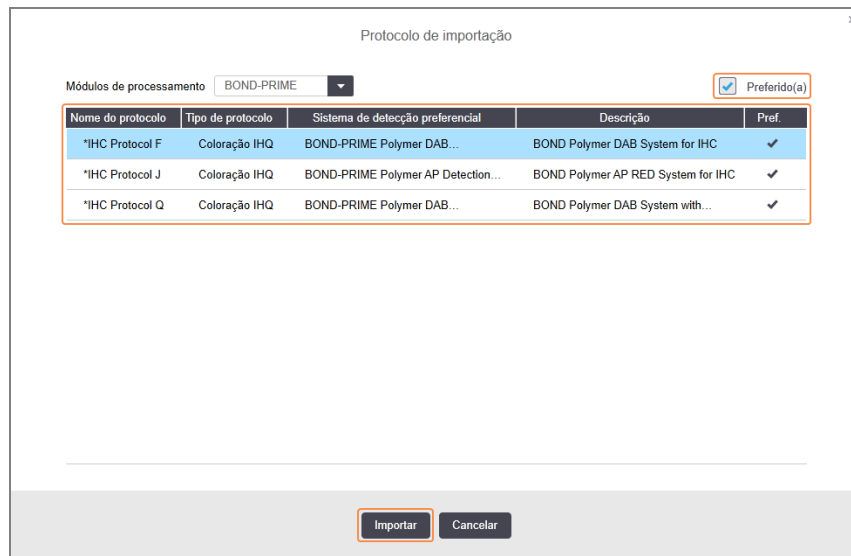 Protocolo de importação
Módulos de processamento BOND-PRIME Preferido(a)
Nome do protocolo Tipo de protocolo Sistema de detecção preferencial Descrição Pref.
*IHC Protocol F Coloração IHQ BOND-PRIME Polymer DAB... BOND Polymer DAB System for IHC
*IHC Protocol J Coloração IHQ BOND-PRIME Polymer AP Detection... BOND Polymer AP RED System for IHC
*IHC Protocol Q Coloração IHQ BOND-PRIME Polymer DAB... BOND Polymer DAB System with...
Importar Cancelar